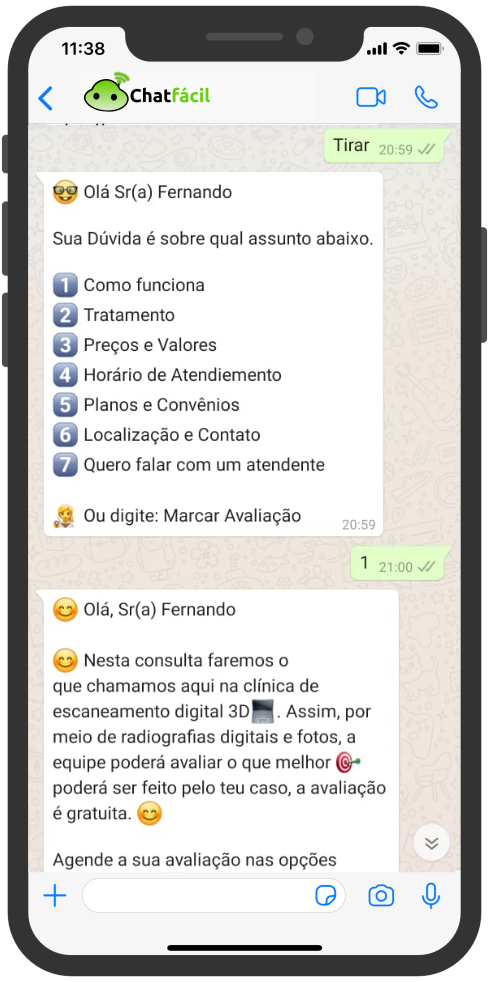 11:38
Chatfácil
Tirar 20:59
Olá Sr(a) Fernando
Sua Dúvida é sobre qual assunto abaixo.
1 Como funciona
2 Tratamento
3 Preços e Valores
4 Horário de Atendiemento
5 Planos e Convênios
6 Localização e Contato
7 Quero falar com um atendente
Ou digite: Marcar Avaliação
20:59
1 21:00
Olá, Sr(a) Fernando
Nesta consulta faremos o
que chamamos aqui na clínica de
escaneamento digital 3D. Assim, por
meio de radiografias digitais e fotos, a
equipe poderá avaliar o que melhor
poderá ser feito pelo teu caso, a avaliação
é gratuita.
Agende a sua avaliação nas opções